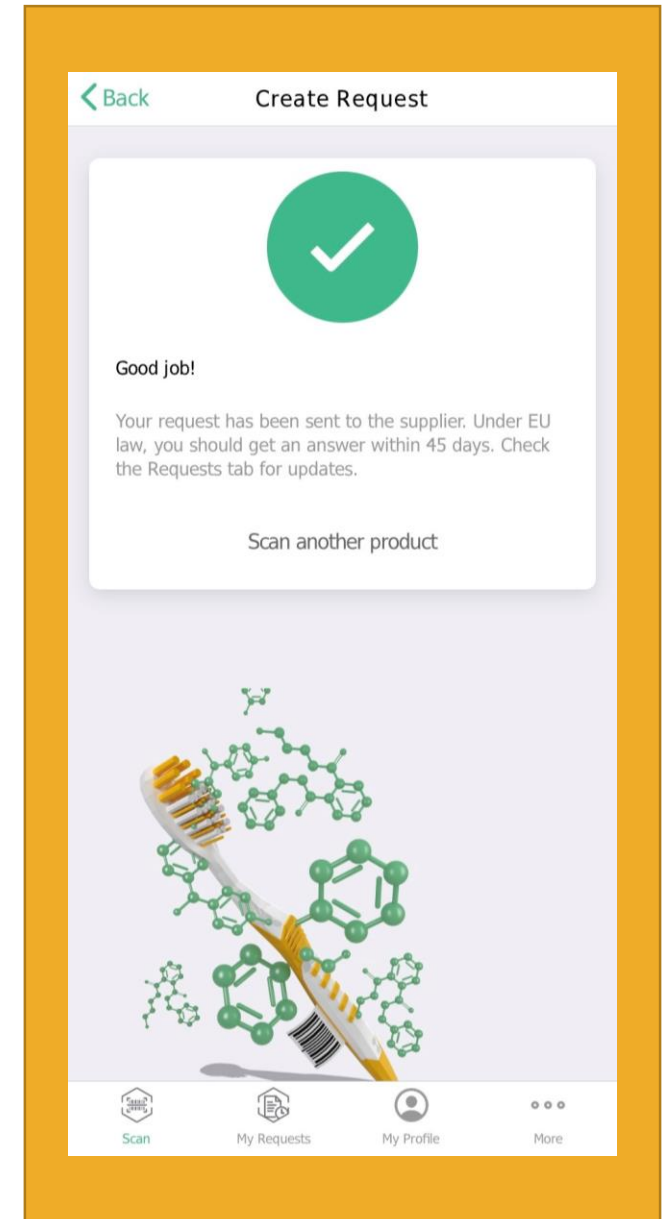 Back
Create Request
Good job!
Your request has been sent to the supplier. Under EU
law, you should get an answer within 45 days. Check
the Requests tab for updates.
Scan another product
Scan
My Requests
My Profile
More